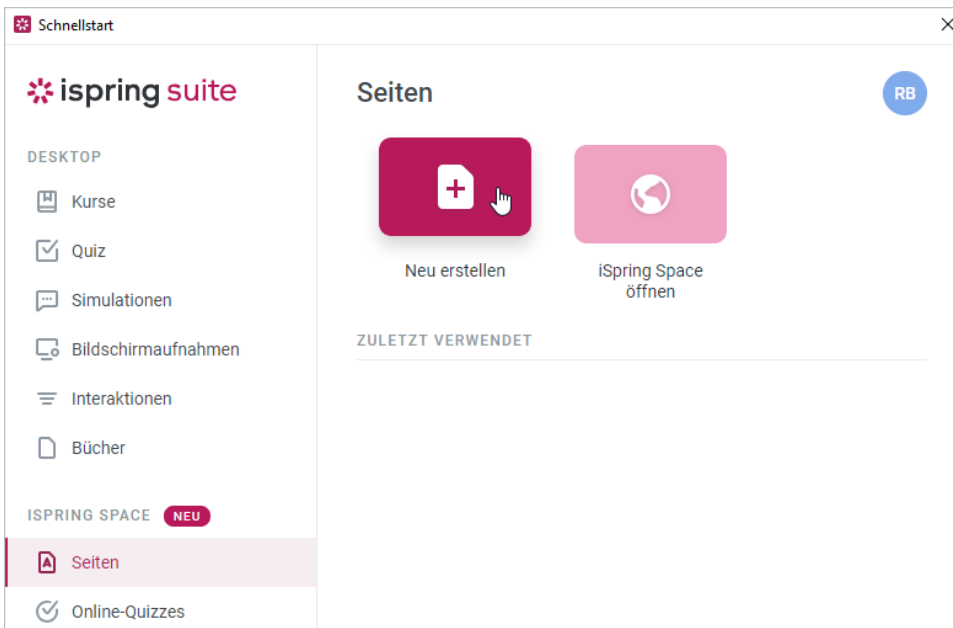 Schnellstart
ispring suite
DESKTOP
Kurse
Quiz
Simulationen
Bildschirmaufnahmen
Interaktionen
Bücher
ISPRING SPACE NEU
Seiten
Online-Quizzes
Seiten
RB
Neu erstellen
iSpring Space
öffnen
ZULETZT VERWENDET